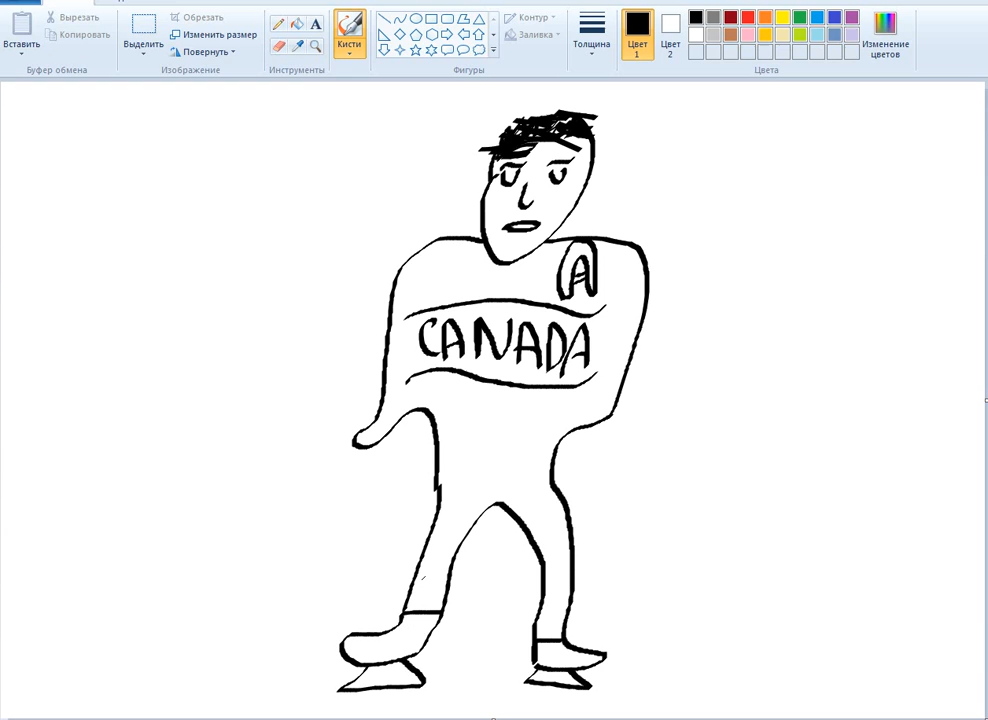 Вставить
Вырезать
Копировать
Буфер обмена
Выделить
Обрезать
Изменить размер
Повернуть
Изображение
A
Инструменты
Кисти
Контур
Заливка
Фигуры
Толщина
Цвет
1
Цвет
2
Изменение
цветов
Цвета
A
CANADA